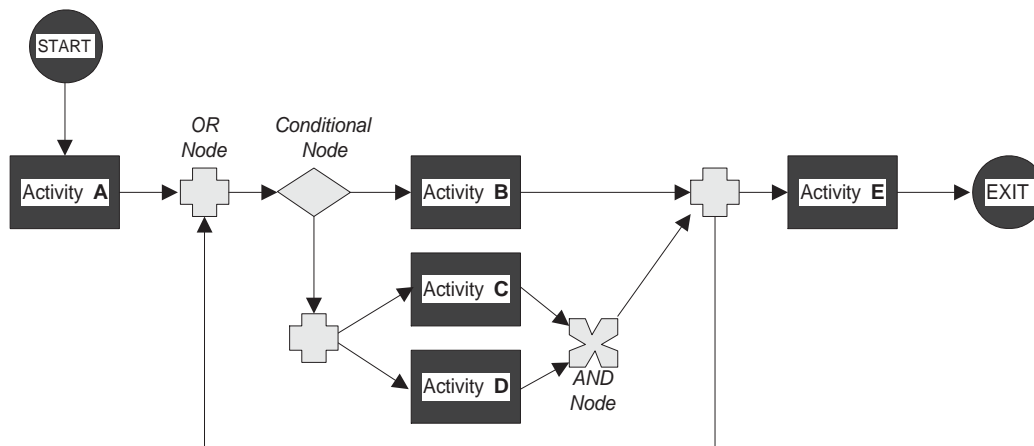 START
OR
Node
Conditional
Node
Activity A
Activity B
Activity E
EXIT
Activity C
Activity D
AND
Node